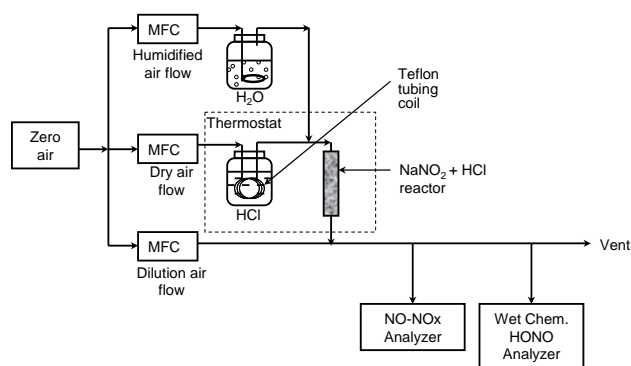 MFC
Humidified
air flow
H₂O
Teflon
tubing
coil
Thermostat
Zero
air
MFC
Dry air
flow
HCl
NaNO₂ + HCl
reactor
MFC
Dilution air
flow
Vent
NO-NOx
Analyzer
Wet Chem.
HONO
Analyzer